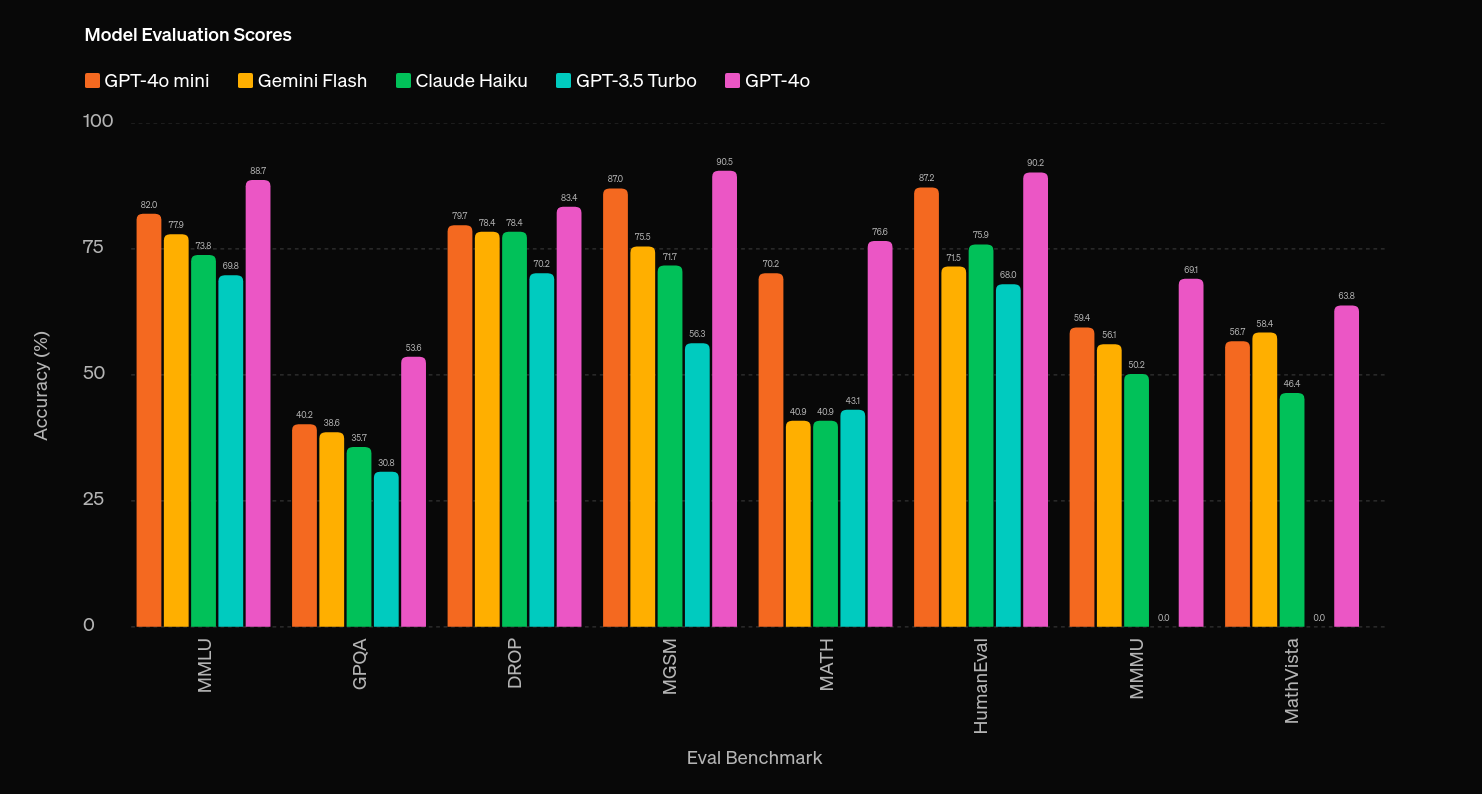 Model Evaluation Scores
GPT-4o mini Gemini Flash Claude Haiku GPT-3.5 Turbo GPT-4o
100
75
50
25
0
Accuracy (%)
82.0 77.9 73.8 69.8 88.7
40.2 38.6 35.7 30.8 53.6
79.7 78.4 78.4 70.2 83.4
87.0 75.5 71.7 56.3 90.5
70.2 40.9 40.9 43.1 76.6
87.2 71.5 75.9 68.0 90.2
59.4 56.1 50.2 0.0 69.1
56.7 58.4 46.4 0.0 63.8
MMLU GPQA DROP MGSM MATH HumanEval MMMU MathVista
Eval Benchmark